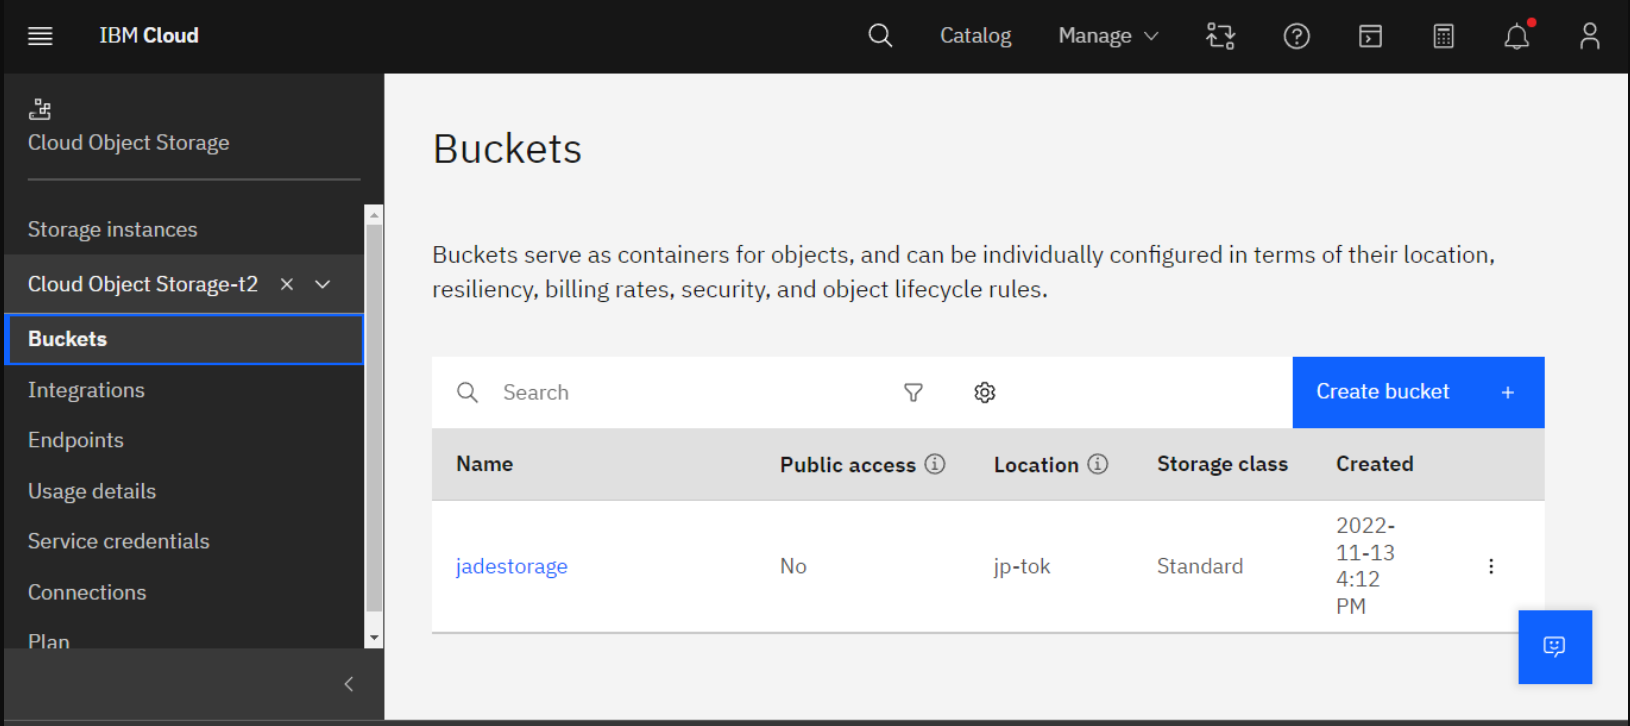 IBM Cloud
Catalog
Manage
Cloud Object Storage
Storage instances
Cloud Object Storage-t2
Buckets
Integrations
Endpoints
Usage details
Service credentials
Connections
Plan
Buckets
Buckets serve as containers for objects, and can be individually configured in terms of their location,
resiliency, billing rates, security, and object lifecycle rules.
Search
Create bucket +
Name Public access Location Storage class Created
jadestorage No jp-tok Standard 2022-
11-13
4:12
PM